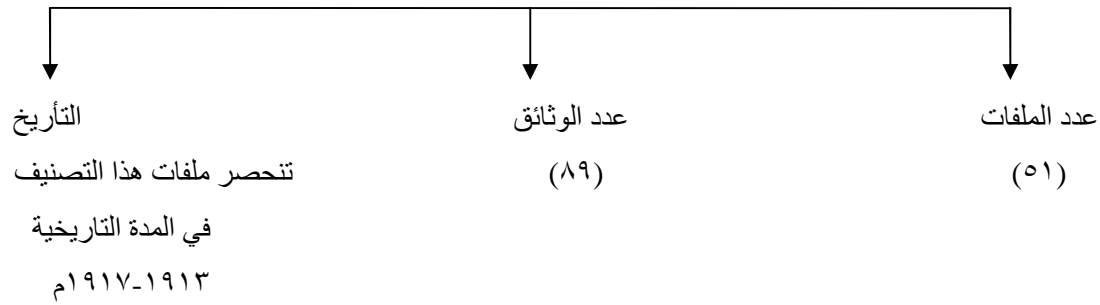 عدد الملفات
(٥١)
عدد الوثائق
(٨٩)
التأريخ
تنحصر ملفات هذا التصنيف
في المدة التاريخية
١٩١٣-١٩١٧م